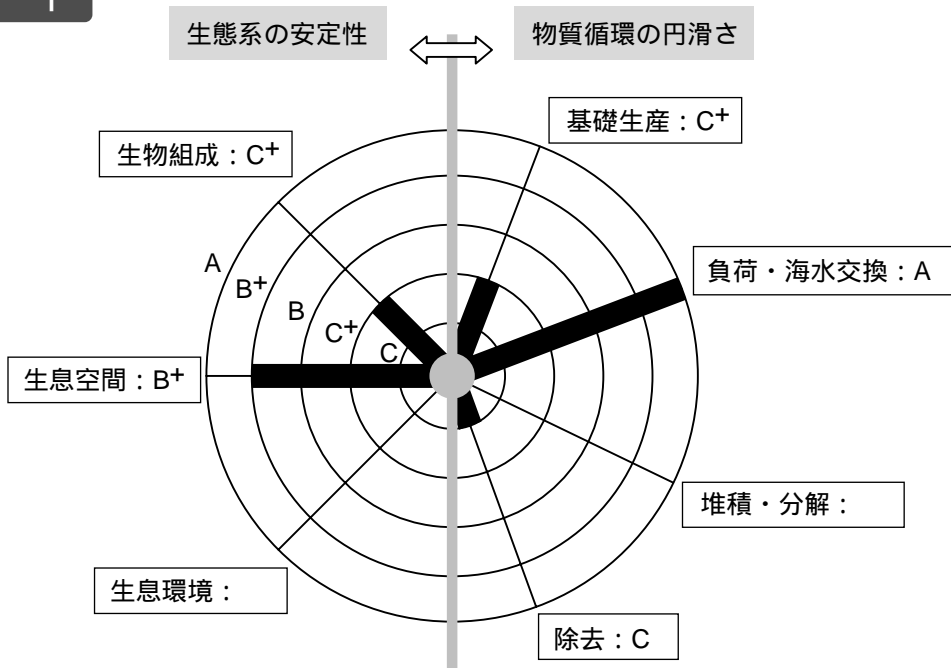 生態系の安定性
物質循環の円滑さ
基礎生産：C+
生物組成：C+
負荷・海水交換：A
A
B+
B
C+
C
生息空間：B+
堆積・分解：
生息環境：
除去：C